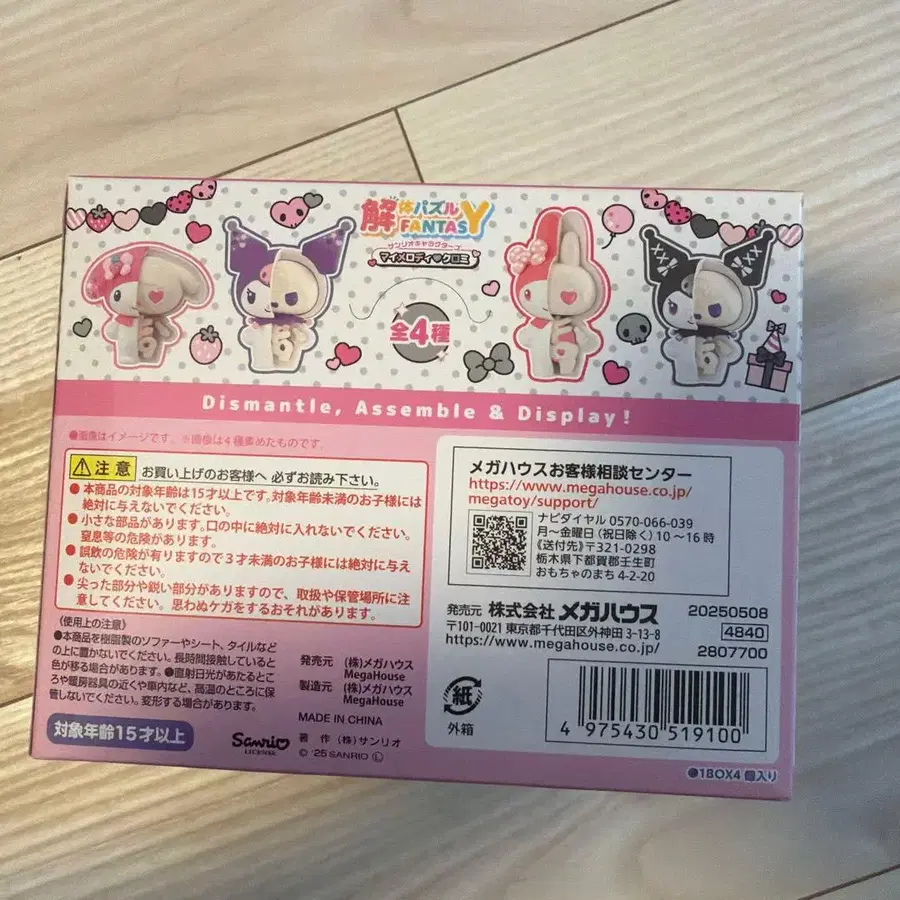 解体パズル
FANTASY
サンリオキャラクターズ
マイメロディ♥クロミ
全4種
Dismantle, Assemble & Display!
●画像はイメージです。※画像は4種集めたものです。
注意 お買い上げのお客様へ 必ずお読み下さい。
●本商品の対象年齢は15才以上です。対象年齢未満のお子様には
絶対に与えないでください。
●小さな部品があります。口の中に絶対に入れないでください。
窒息等の危険があります。
●誤飲の危険が有りますので3才未満のお子様には絶対に与え
ないでください。
●尖った部分や鋭い部分がありますので、取扱や保管場所に注
意してください。思わぬケガをするおそれがあります。
《使用上の注意》
●本商品を樹脂製のソファーやシート、タイルなど
の上に置かないでください。長時間接触していると
色が移る場合があります。●直射日光があたるとこ
ろや暖房器具の近くや車内など、高温のところに保
管しないでください。変形する場合があります。
対象年齢15才以上
発売元 (株)メガハウス
MegaHouse
製造元 (株)メガハウス
MegaHouse
MADE IN CHINA
Sanrio
LICENSE
著 作 (株)サンリオ
© '25 SANRIO Ⓛ
メガハウスお客様相談センター
https://www.megahouse.co.jp/
megatoy/support/
ナビダイヤル 0570-066-039
月〜金曜日(祝日除く)10〜16時
《送付先》〒321-0298
栃木県下都賀郡壬生町
おもちゃのまち4-2-20
発売元 株式会社 メガハウス
〒101-0021 東京都千代田区外神田 3-13-8
https://www.megahouse.co.jp/
20250508
4840
2807700
紙
外箱
4 975430 519100
●1BOX4個入り